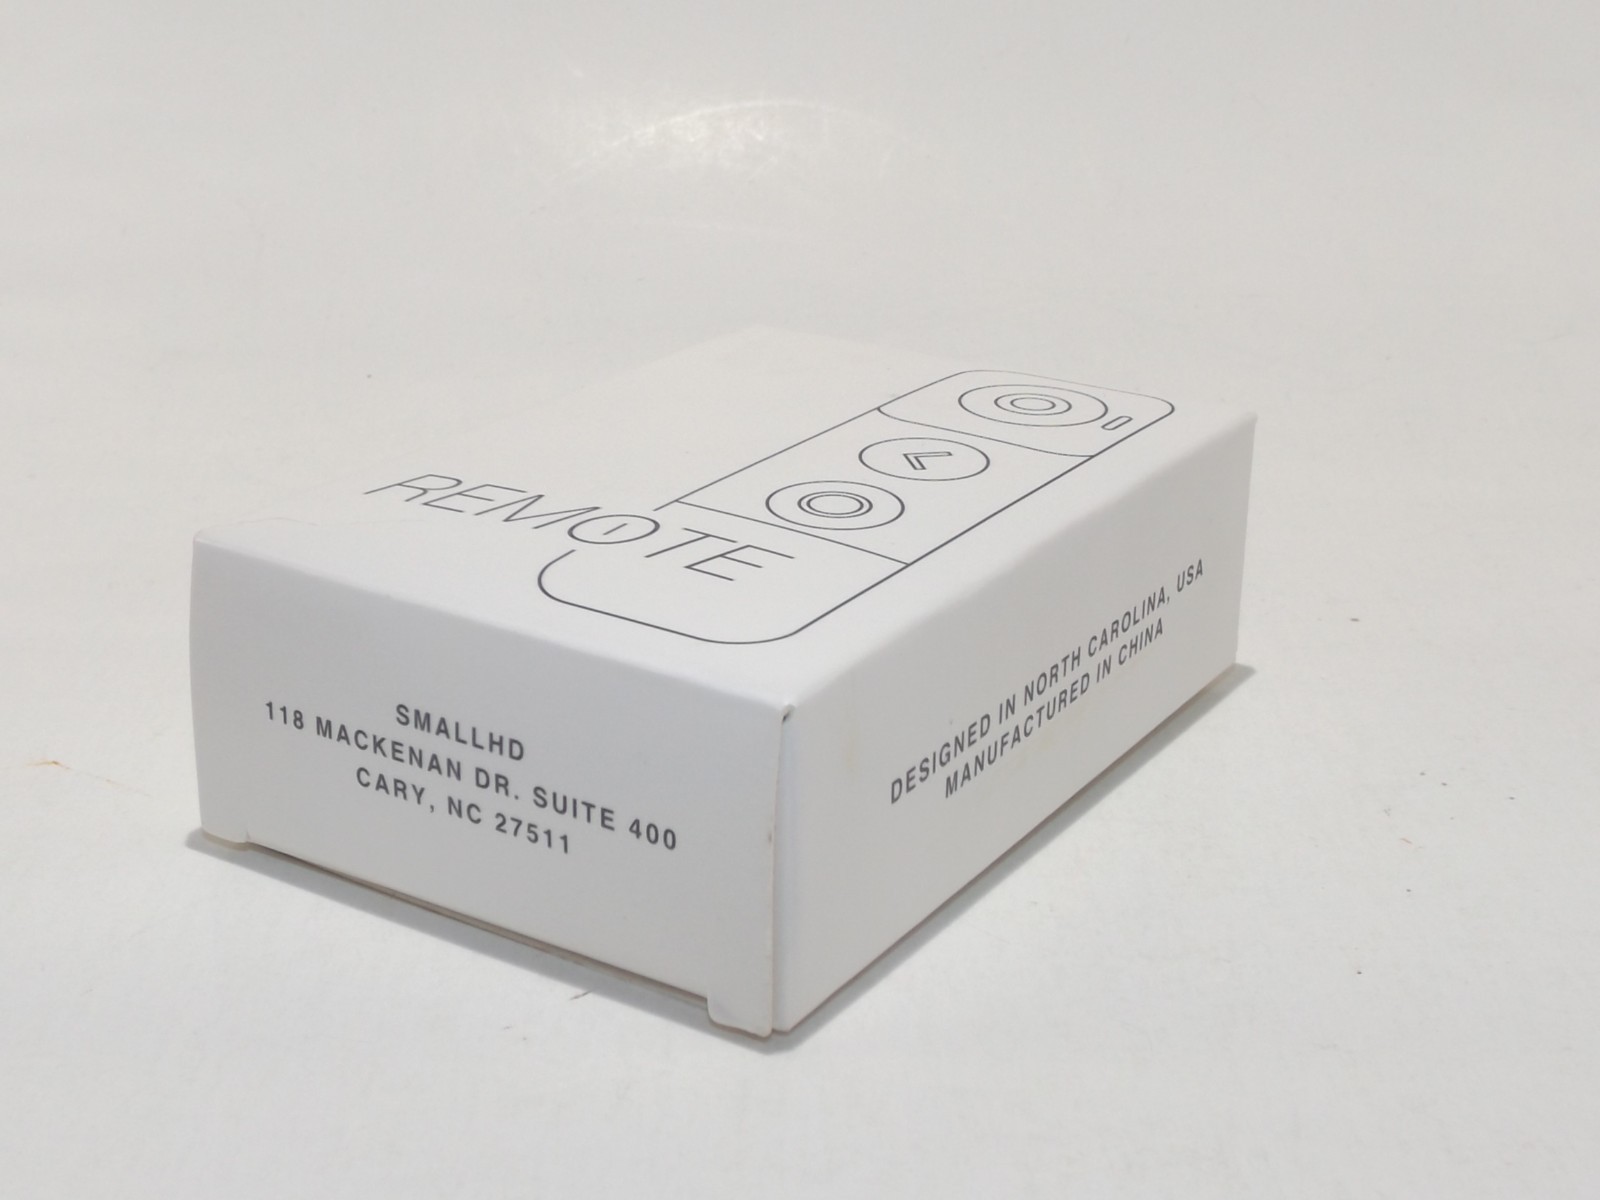 REMOTE
SMALLHD
118 MACKENAN DR. SUITE 400
CARY, NC 27511
DESIGNED IN NORTH CAROLINA, USA
MANUFACTURED IN CHINA